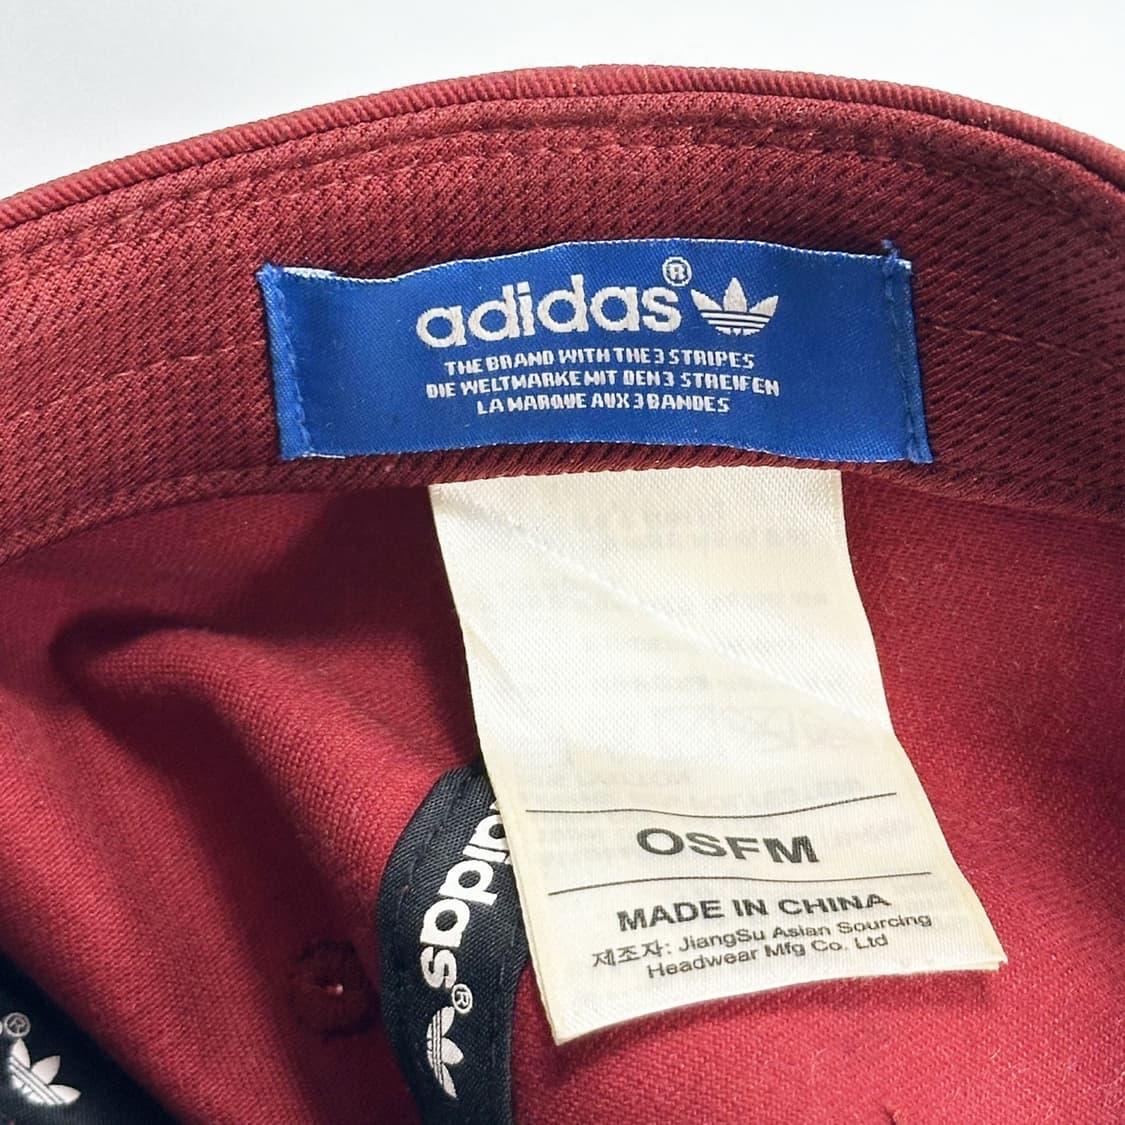 adidas®
THE BRAND WITH THE 3 STRIPES
DIE WELTMARKE MIT DEN 3 STREIFEN
LA MARQUE AUX 3 BANDES
OSFM
MADE IN CHINA
제조자: JiangSu Asian Sourcing
Headwear Mfg Co. Ltd
adidas®
®